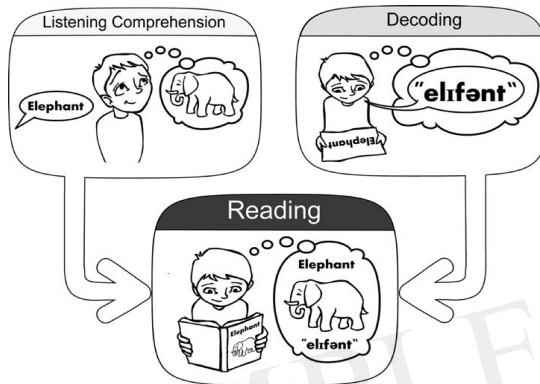 Listening Comprehension
Elephant
Decoding
"elɪfənt"
Elephant
Reading
Elephant
"elɪfənt"
Elephant